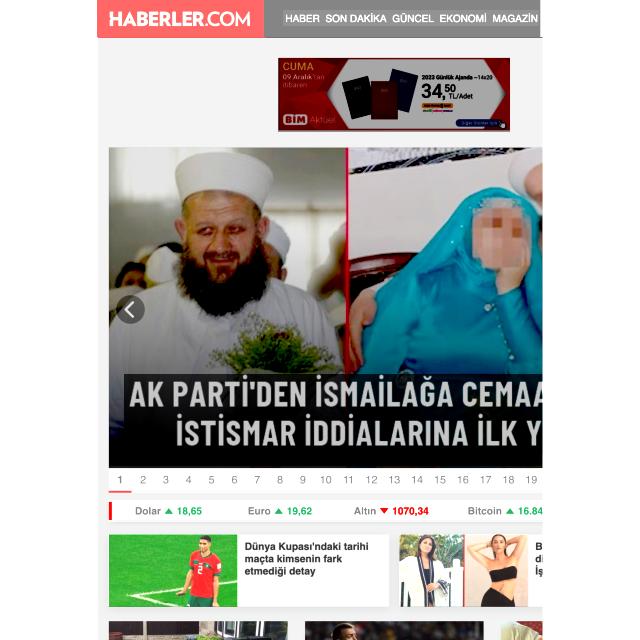 HABERLER.COM
HABER SON DAKİKA GÜNCEL EKONOMİ MAGAZİN
CUMA
09 Aralık'tan
itibaren
2023 Günlük Ajanda -14x20
34,50 TL/Adet
BİM Aktüel
AK PARTİ'DEN İSMAİLAĞA CEMAA
İSTİSMAR İDDİALARINA İLK Y
1 2 3 4 5 6 7 8 9 10 11 12 13 14 15 16 17 18 19
Dolar ▲ 18,65 Euro ▲ 19,62 Altın ▼ 1070,34 Bitcoin ▲ 16.84
Dünya Kupası'ndaki tarihi
maçta kimsenin fark
etmediği detay
B
di
İş
2